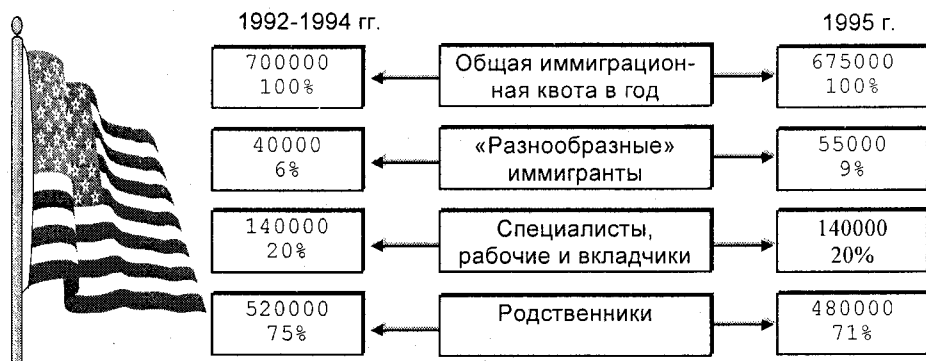 1992-1994 гг.
1995 г.
700000
100%
Общая иммиграцион-
ная квота в год
675000
100%
40000
6%
«Разнообразные»
иммигранты
55000
9%
140000
20%
Специалисты,
рабочие и вкладчики
140000
20%
520000
75%
Родственники
480000
71%